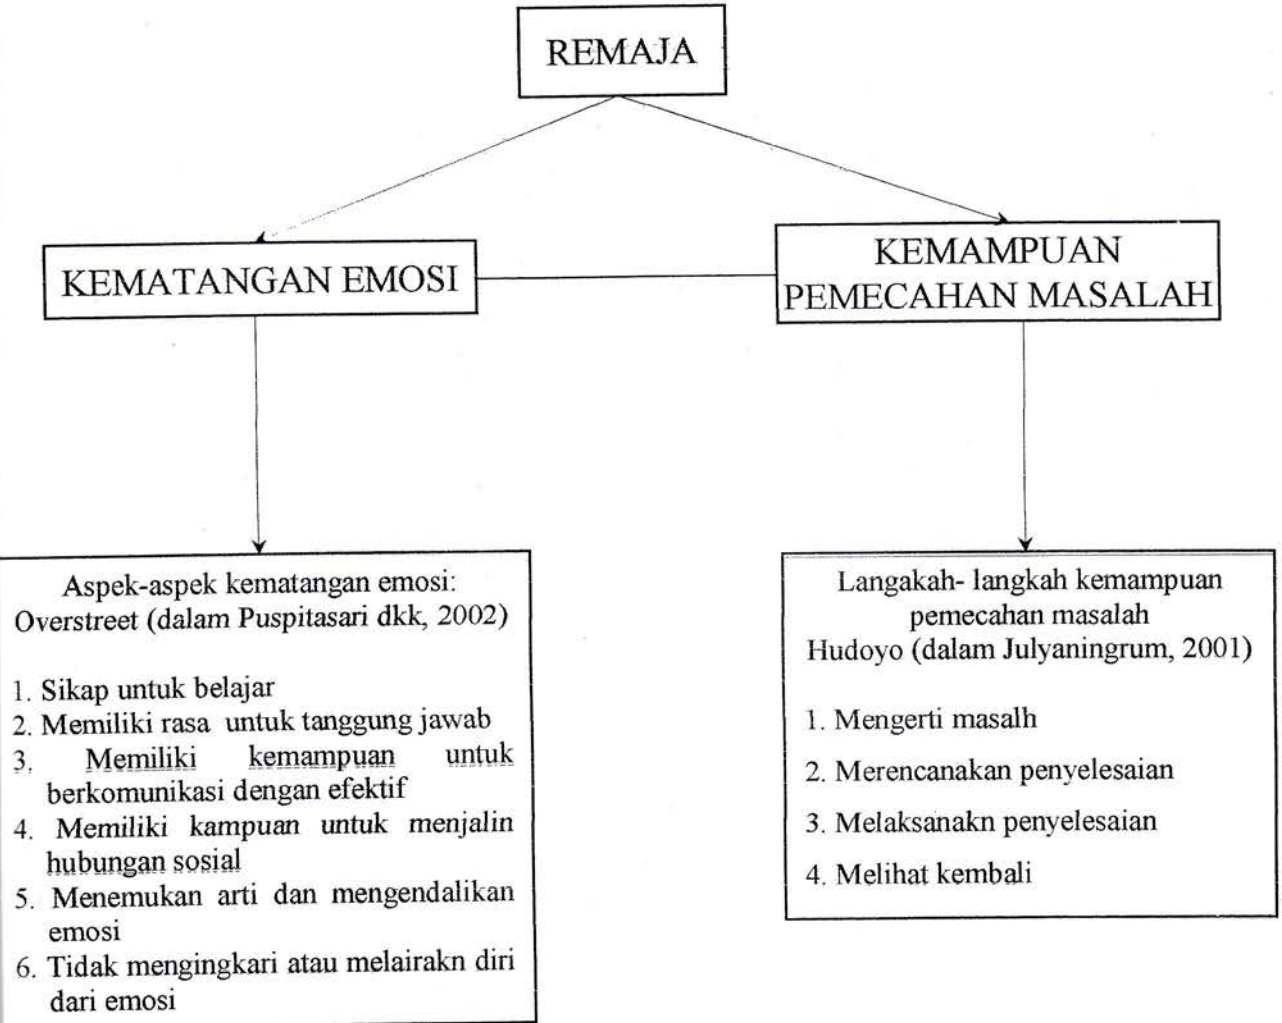 REMAJA
KEMATANGAN EMOSI
KEMAMPUAN
PEMECAHAN MASALAH
Aspek-aspek kematangan emosi:
Overstreet (dalam Puspitasari dkk, 2002)
1. Sikap untuk belajar
2. Memiliki rasa untuk tanggung jawab
3. Memiliki kemampuan untuk
berkomunikasi dengan efektif
4. Memiliki kampuan untuk menjalin
hubungan sosial
5. Menemukan arti dan mengendalikan
emosi
6. Tidak mengingkari atau melairakn diri
dari emosi
Langakah- langkah kemampuan
pemecahan masalah
Hudoyo (dalam Julyaningrum, 2001)
1. Mengerti masalh
2. Merencanakan penyelesaian
3. Melaksanakn penyelesaian
4. Melihat kembali